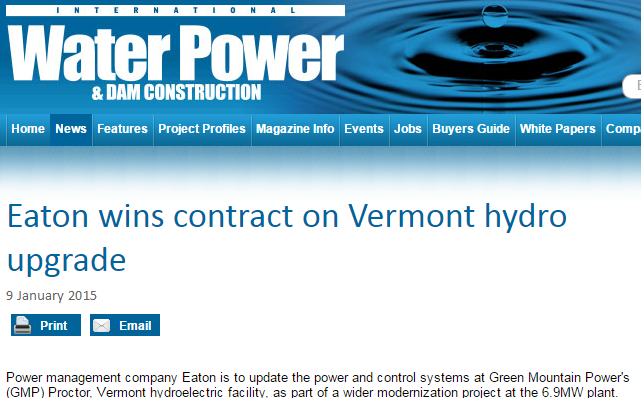 INTERNATIONAL
Water Power
& DAM CONSTRUCTION
Home News Features Project Profiles Magazine Info Events Jobs Buyers Guide White Papers Compa
Eaton wins contract on Vermont hydro
upgrade
9 January 2015
Print Email
Power management company Eaton is to update the power and control systems at Green Mountain Power's
(GMP) Proctor, Vermont hydroelectric facility, as part of a wider modernization project at the 6.9MW plant.